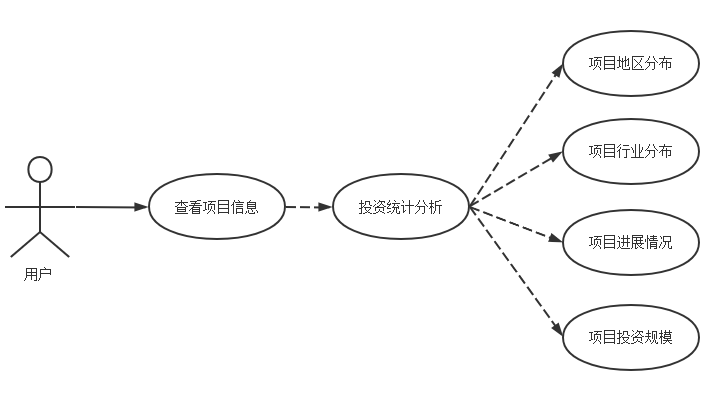 项目地区分布
项目行业分布
查看项目信息
投资统计分析
项目进展情况
用户
项目投资规模